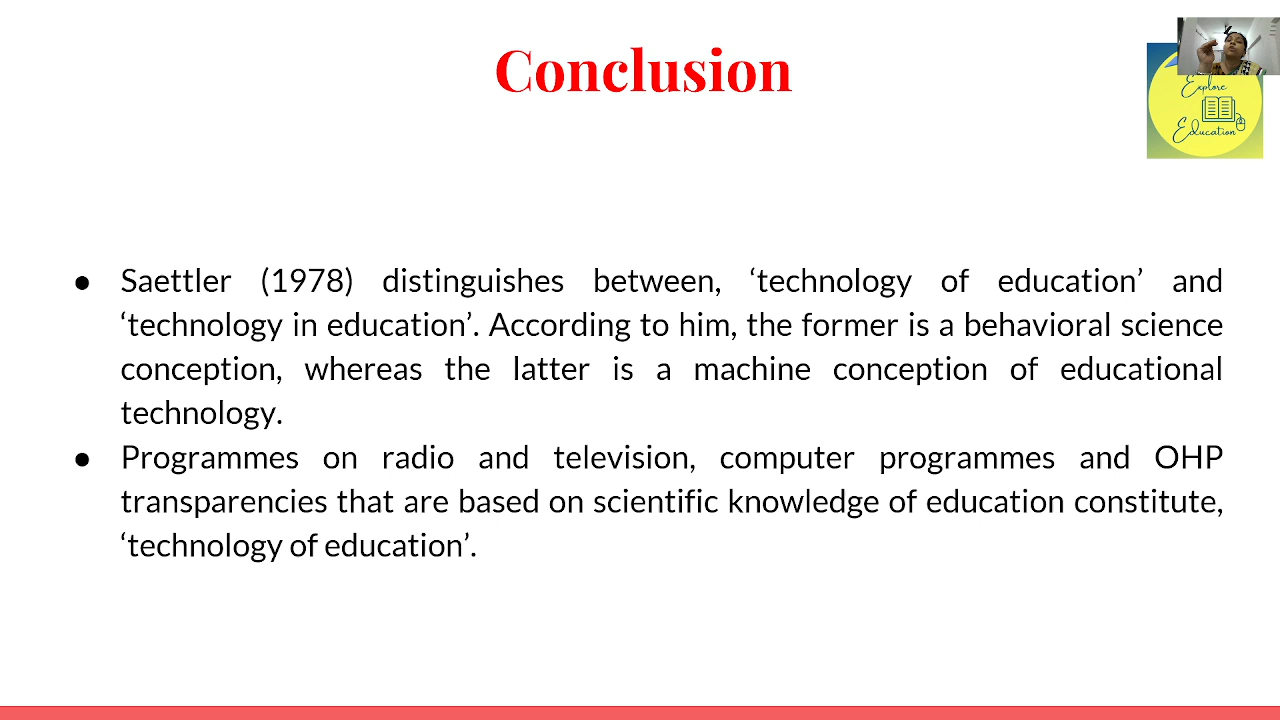 Conclusion
Explore
Education
● Saettler (1978) distinguishes between, ‘technology of education’ and
‘technology in education’. According to him, the former is a behavioral science
conception, whereas the latter is a machine conception of educational
technology.
● Programmes on radio and television, computer programmes and OHP
transparencies that are based on scientific knowledge of education constitute,
‘technology of education’.